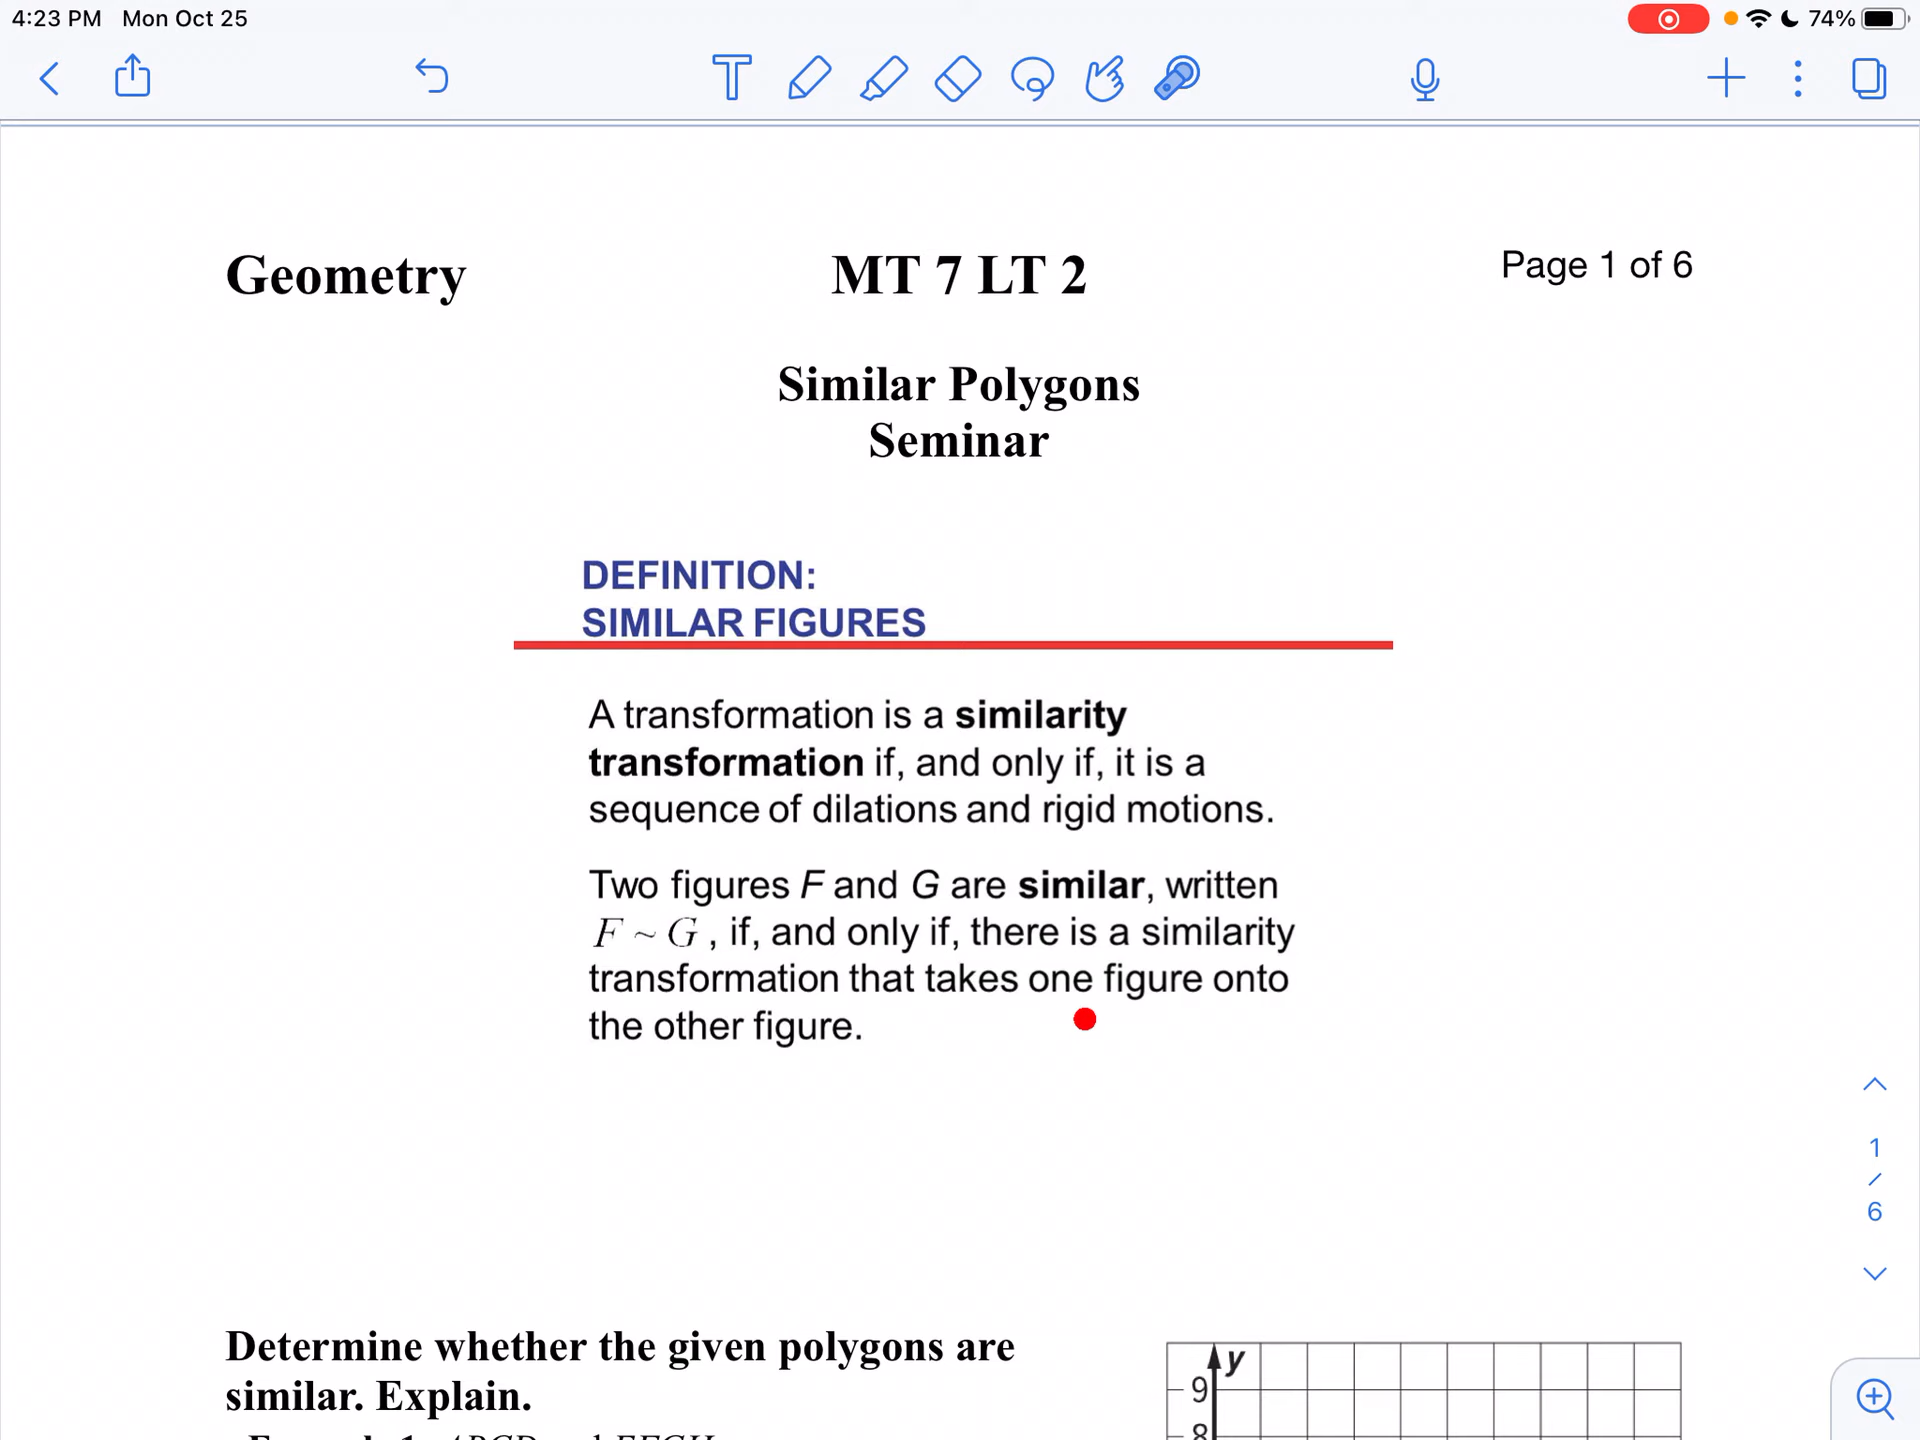 4:23 PM Mon Oct 25
74%
Geometry
MT 7 LT 2
Page 1 of 6
Similar Polygons
Seminar
DEFINITION:
SIMILAR FIGURES
A transformation is a similarity
transformation if, and only if, it is a
sequence of dilations and rigid motions.
Two figures F and G are similar, written
F ~ G , if, and only if, there is a similarity
transformation that takes one figure onto
the other figure.
1
/
6
Determine whether the given polygons are
similar. Explain.
y
9
8